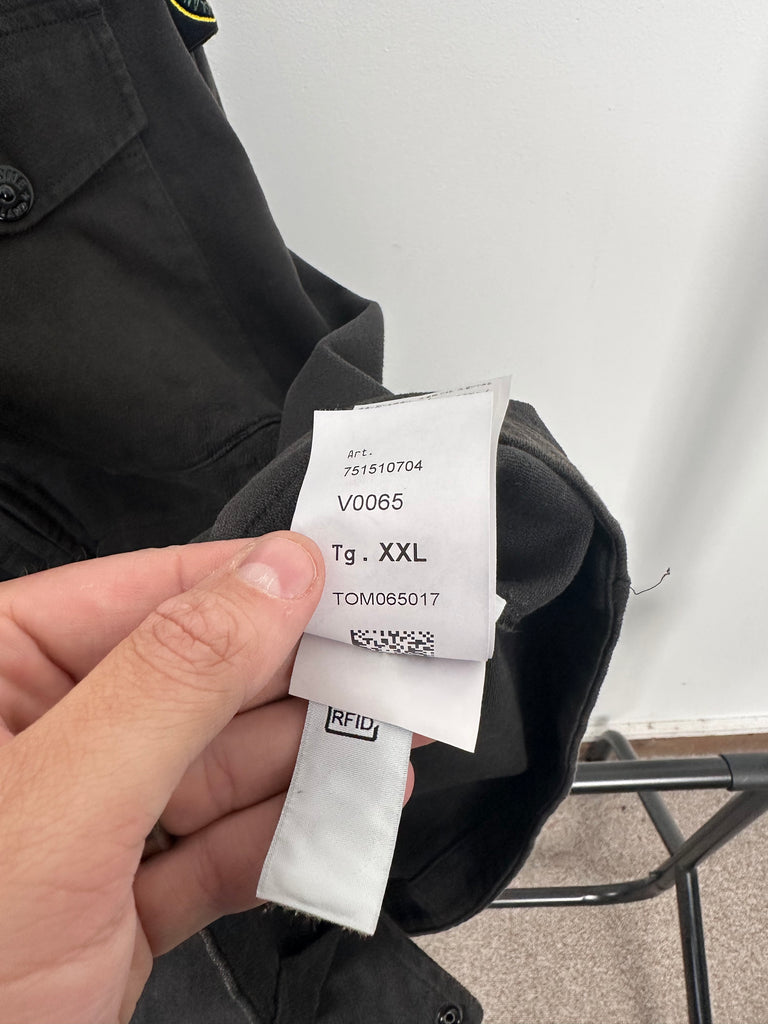 Art.
751510704
V0065
Tg. XXL
TOM065017
RFID